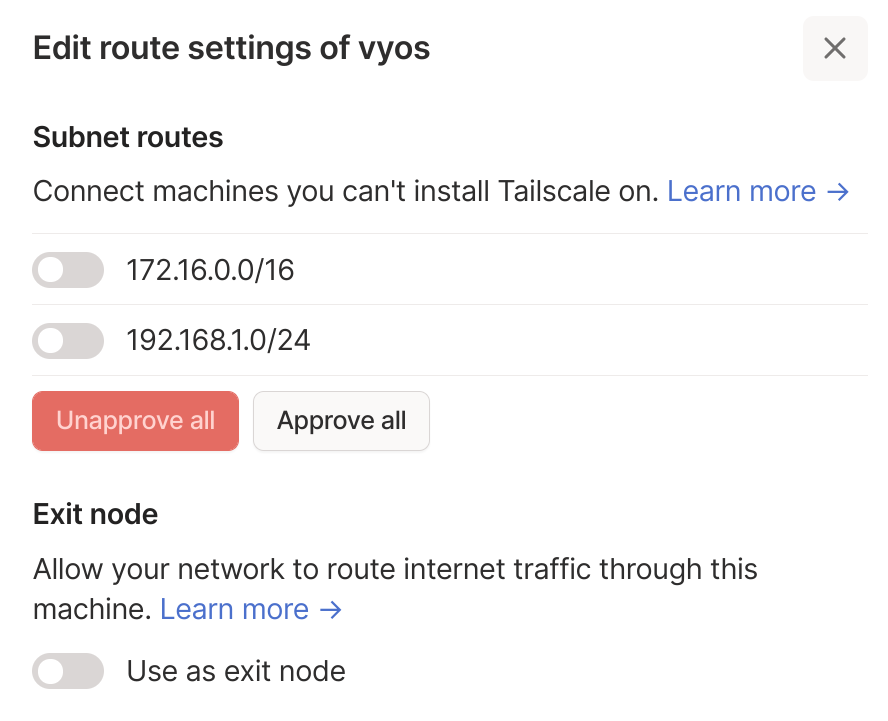 Edit route settings of vyos
Subnet routes
Connect machines you can't install Tailscale on. Learn more →
172.16.0.0/16
192.168.1.0/24
Unapprove all
Approve all
Exit node
Allow your network to route internet traffic through this
machine. Learn more →
Use as exit node